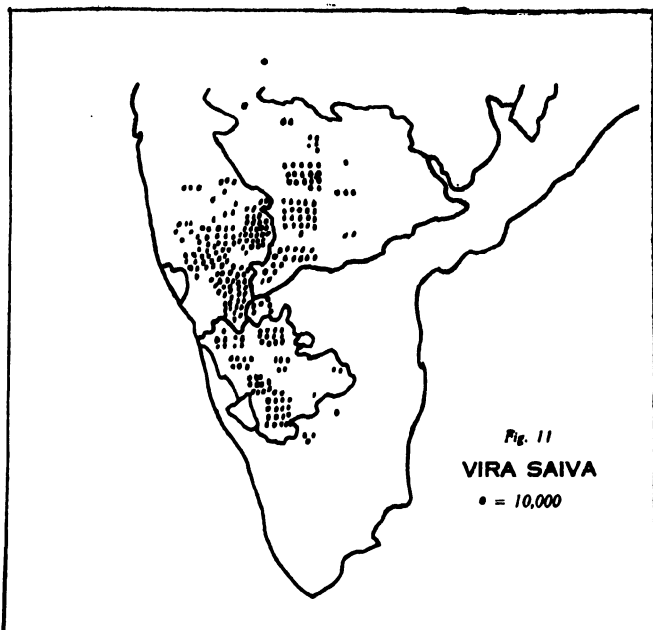 Fig. 11
VIRA SAIVA
• = 10,000